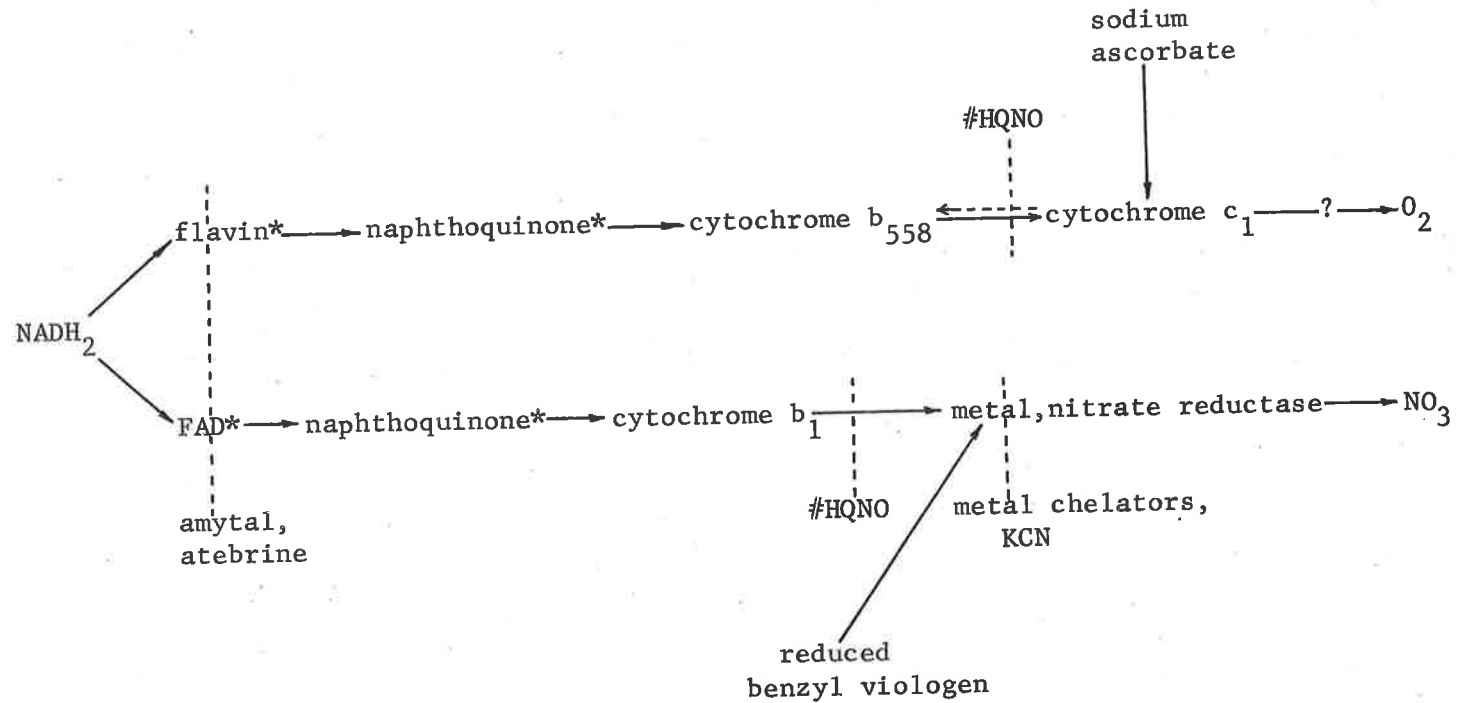 sodium
ascorbate
#HQNO
flavin* naphthoquinone* cytochrome b558 cytochrome c1 ? O2
NADH2
FAD* naphthoquinone* cytochrome b1 metal,nitrate reductase NO3
#HQNO
metal chelators,
KCN
amytal,
atebrine
reduced
benzyl viologen